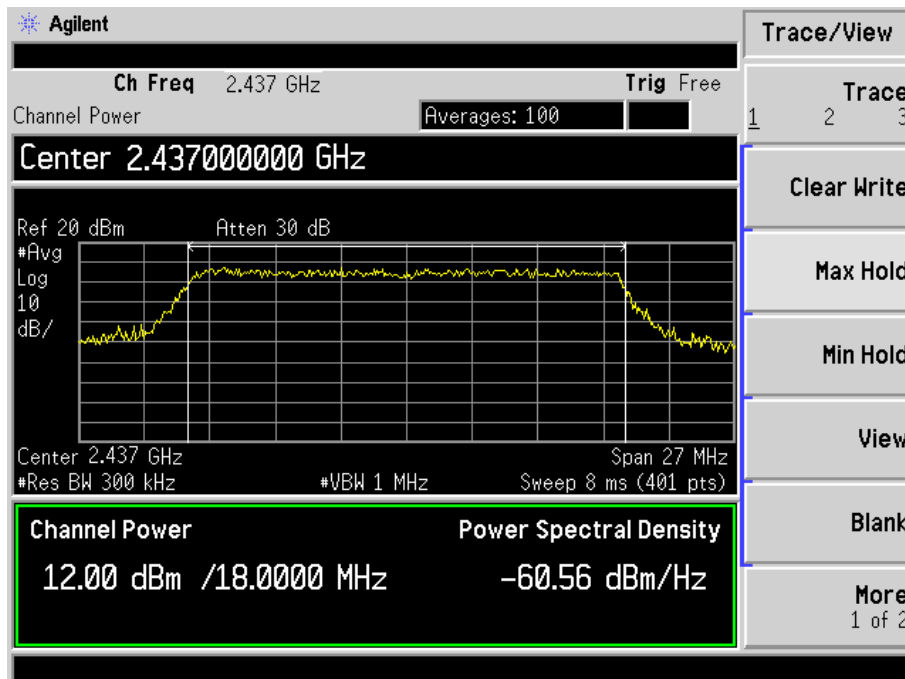 Agilent
Trace/View
Ch Freq 2.437 GHz Trig Free
Channel Power Averages: 100
Trace
1 2 3
Center 2.437000000 GHz
Clear Write
Ref 20 dBm Atten 30 dB
#Avg
Log
10
dB/
Max Hold
Min Hold
View
Center 2.437 GHz Span 27 MHz
#Res BW 300 kHz #VBW 1 MHz Sweep 8 ms (401 pts)
Channel Power Power Spectral Density
12.00 dBm /18.0000 MHz -60.56 dBm/Hz
Blank
More
1 of 2